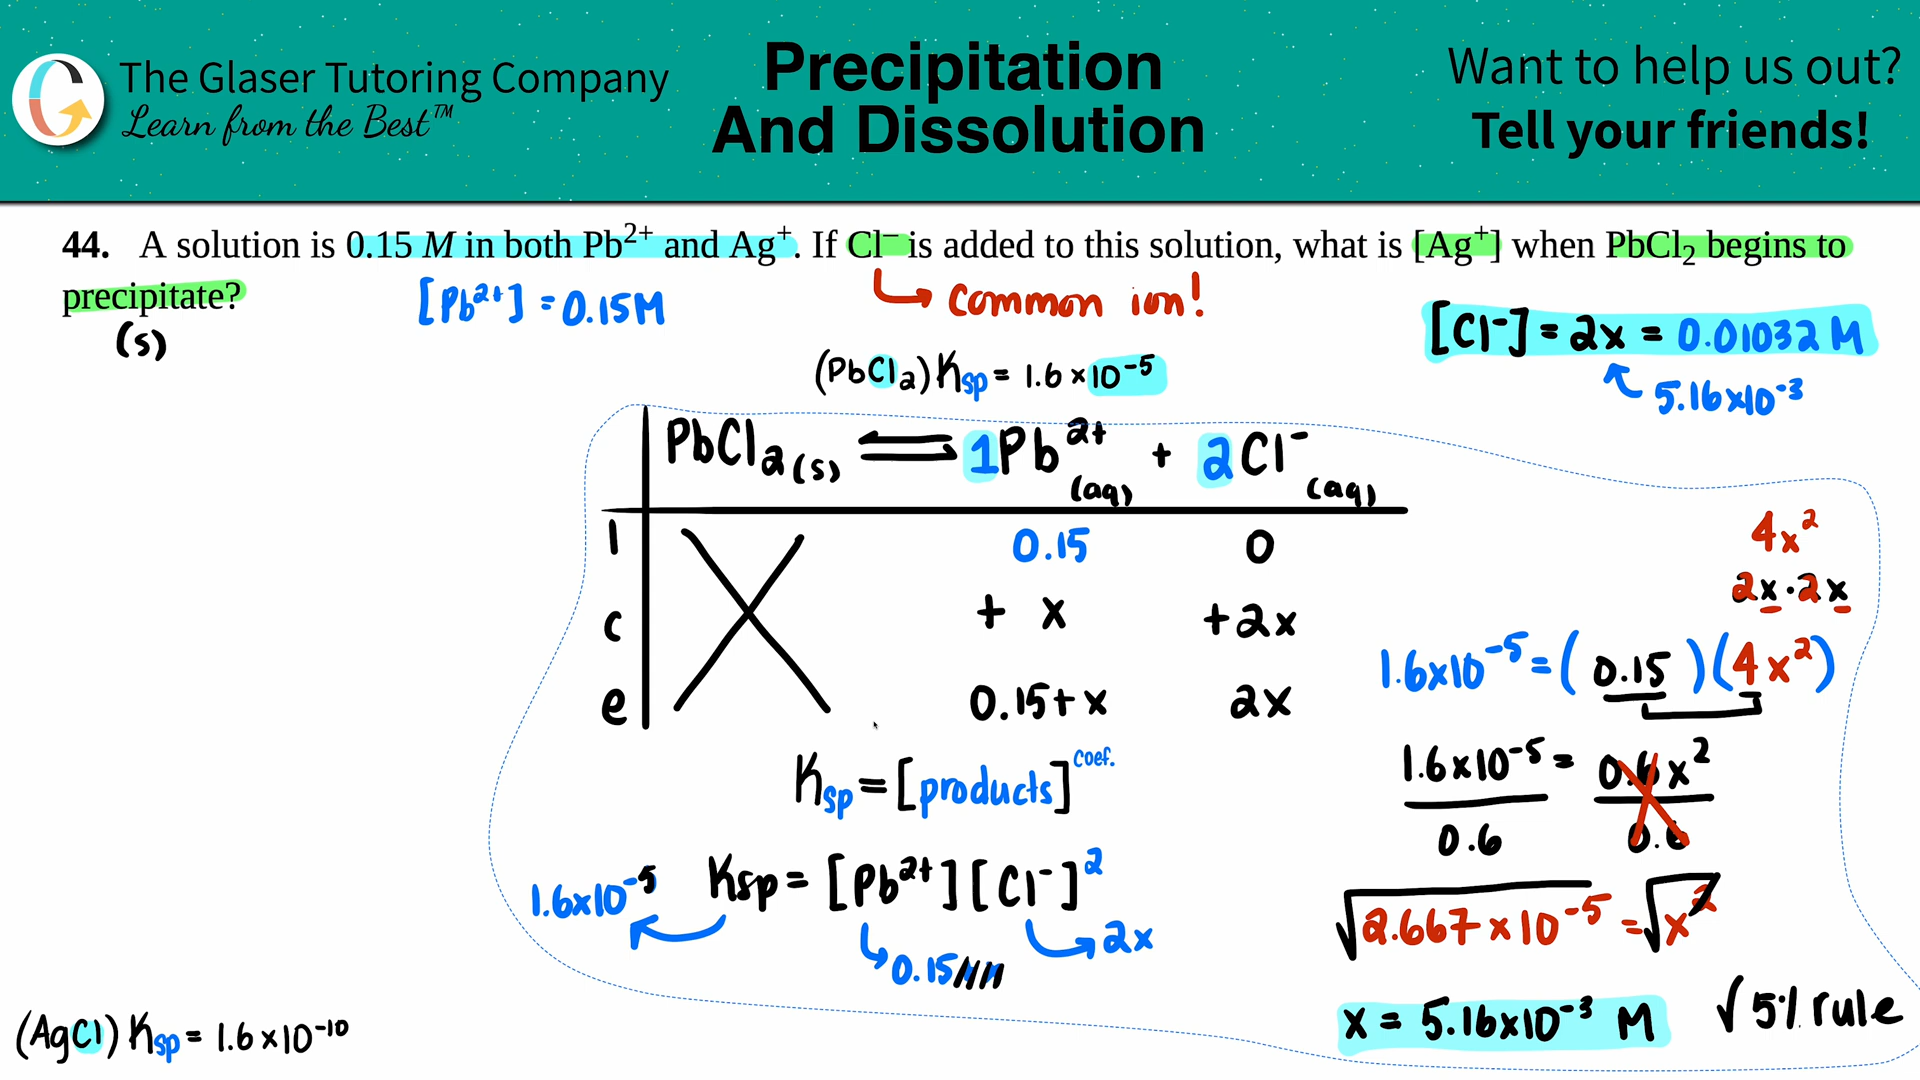 The Glaser Tutoring Company
Learn from the Best™
Precipitation
And Dissolution
Want to help us out?
Tell your friends!
44. A solution is 0.15 M in both Pb²⁺ and Ag⁺. If Cl⁻ is added to this solution, what is [Ag⁺] when PbCl₂ begins to
precipitate?
(s)
[Pb²⁺] = 0.15M
common ion!
[Cl⁻] = 2x = 0.01032 M
5.16x10⁻³
(PbCl₂) Ksp = 1.6 x 10⁻⁵
PbCl₂(s) ⇌ 1Pb²⁺(aq) + 2Cl⁻(aq)
I 0.15 0
c + x +2x
e 0.15+x 2x
4x²
2x·2x
1.6x10⁻⁵ = (0.15)(4x²)
1.6x10⁻⁵ = 0.6x²
0.6 0.6
√2.667x10⁻⁵ = √x²
x = 5.16x10⁻³ M
√ 5% rule
Ksp = [products]^coef.
Ksp = [Pb²⁺][Cl⁻]²
1.6x10⁻⁵
0.15
2x
(AgCl) Ksp = 1.6 x 10⁻¹⁰